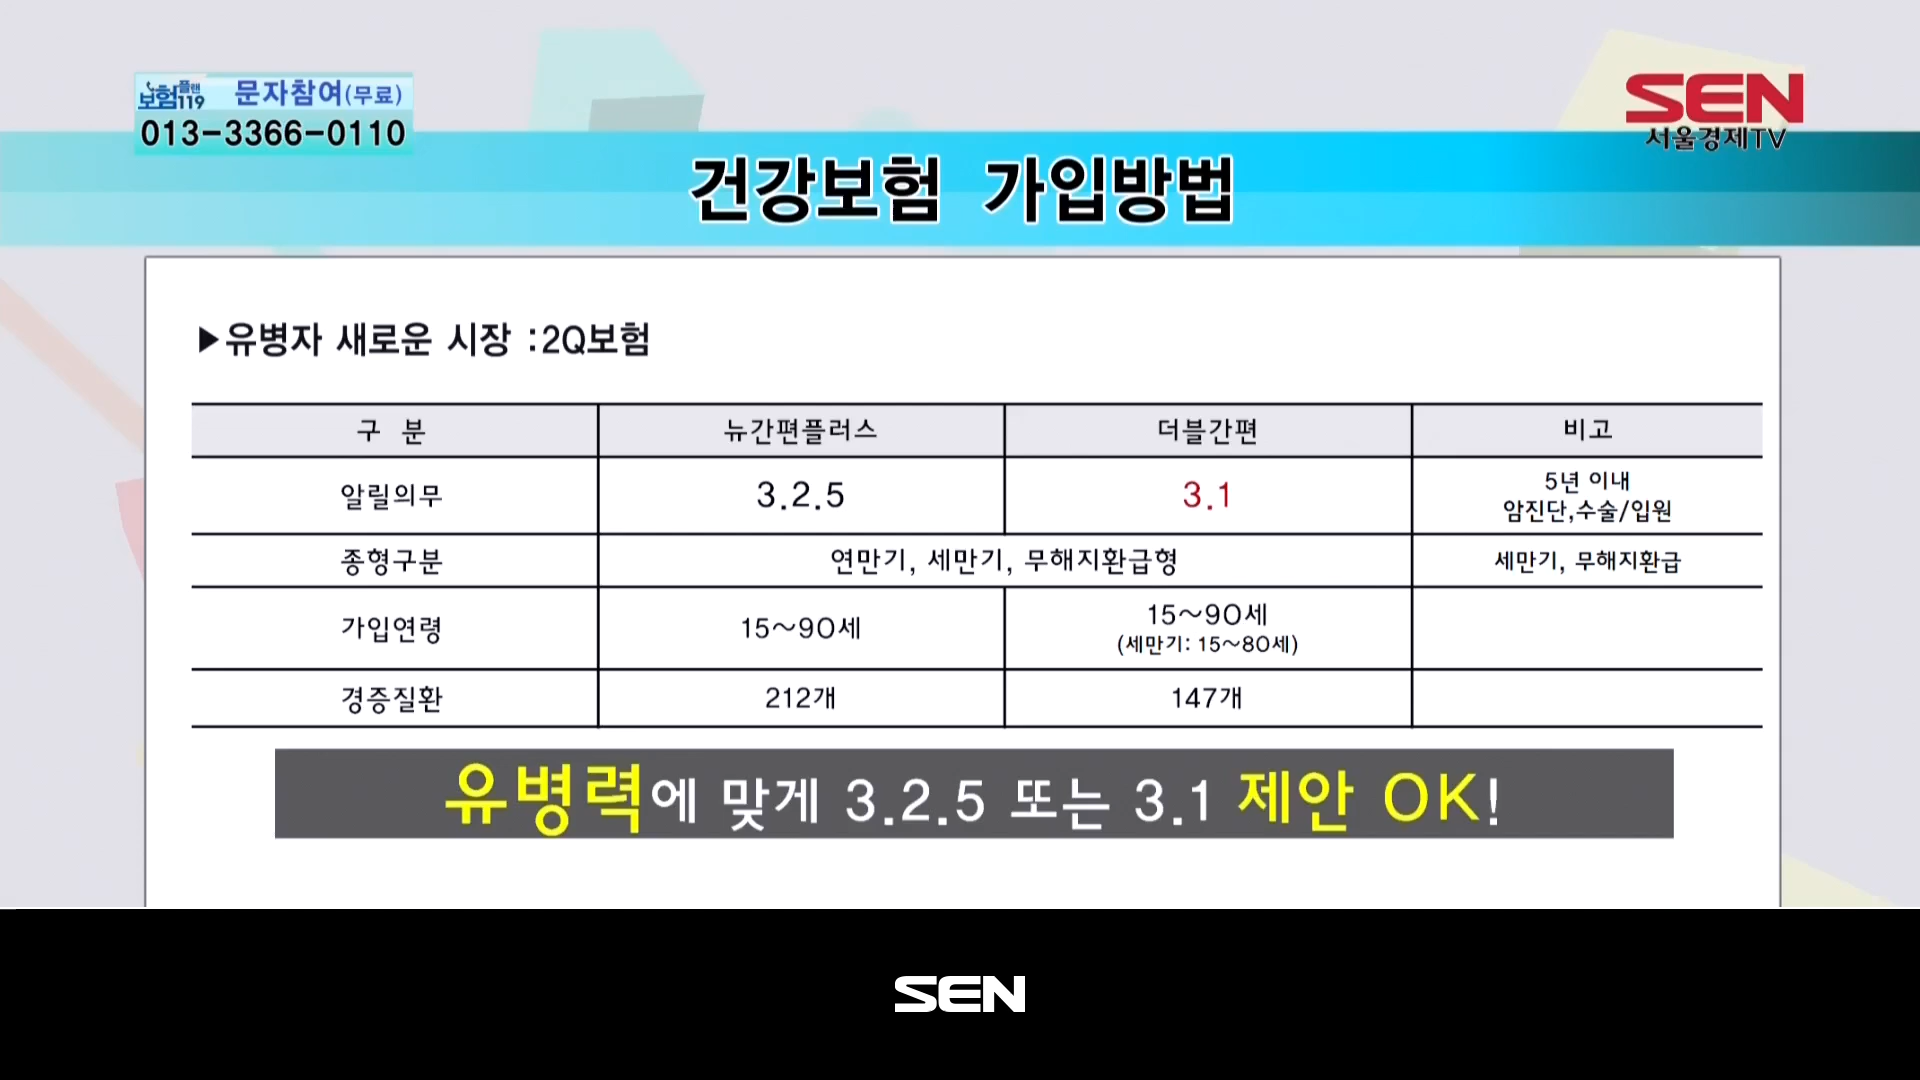 보험플랜119 문자참여(무료)
013-3366-0110
SEN
서울경제TV
건강보험 가입방법
▶유병자 새로운 시장 :2Q보험
구 분 뉴간편플러스 더블간편 비고
알릴의무 3.2.5 3.1 5년 이내
암진단,수술/입원
종형구분 연만기, 세만기, 무해지환급형 세만기, 무해지환급
가입연령 15~90세 15~90세
(세만기: 15~80세)
경증질환 212개 147개
유병력에 맞게 3.2.5 또는 3.1 제안 OK!
SEN